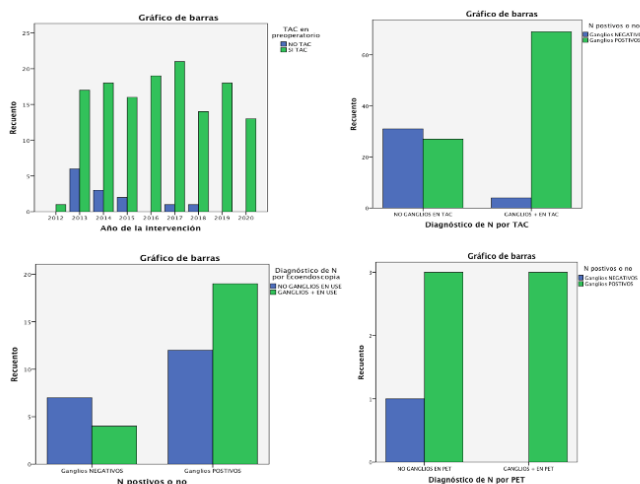 Gráfico de barras
TAC en
preoperatorio
NO TAC
SI TAC
Recuento
25
20
15
10
5
0
2012 2013 2014 2015 2016 2017 2018 2019 2020
Año de la intervención
Gráfico de barras
N postivos o no
Ganglios NEGATIVOS
Ganglios POSTIVOS
Recuento
60
40
20
0
NO GANGLIOS EN TAC GANGLIOS + EN TAC
Diagnóstico de N por TAC
Gráfico de barras
Diagnóstico de N
por Ecoendoscopia
NO GANGLIOS EN USE
GANGLIOS + EN USE
Recuento
20
15
10
5
0
Ganglios NEGATIVOS Ganglios POSTIVOS
N postivos o no
Gráfico de barras
N postivos o no
Ganglios NEGATIVOS
Ganglios POSTIVOS
Recuento
3
2
1
0
NO GANGLIOS EN PET GANGLIOS + EN PET
Diagnóstico de N por PET